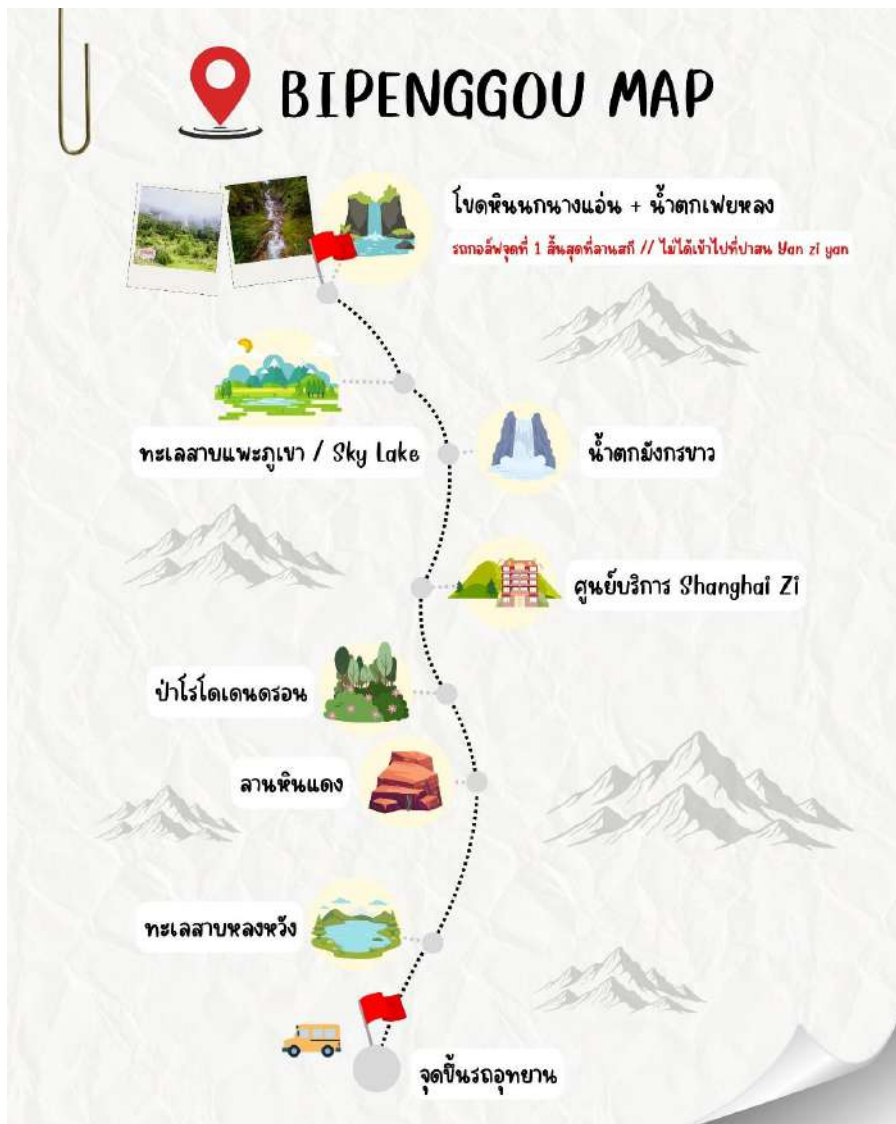 BIPENGGOU MAP
โขดหินนกนางแอ่น + น้ำตกเฟยหลง
รถกอล์ฟจุดที่ 1 สิ้นสุดที่ลานสกี // ไม่ได้เข้าไปที่ปาสน Yan zi yan
ทะเลสาบแพะภูเขา / Sky Lake
น้ำตกมังกรขาว
ศูนย์บริการ Shanghai Zi
ป่าโรโดเดนดรอน
ลานหินแดง
ทะเลสาบหลงหวัง
จุดขึ้นรถอุทยาน